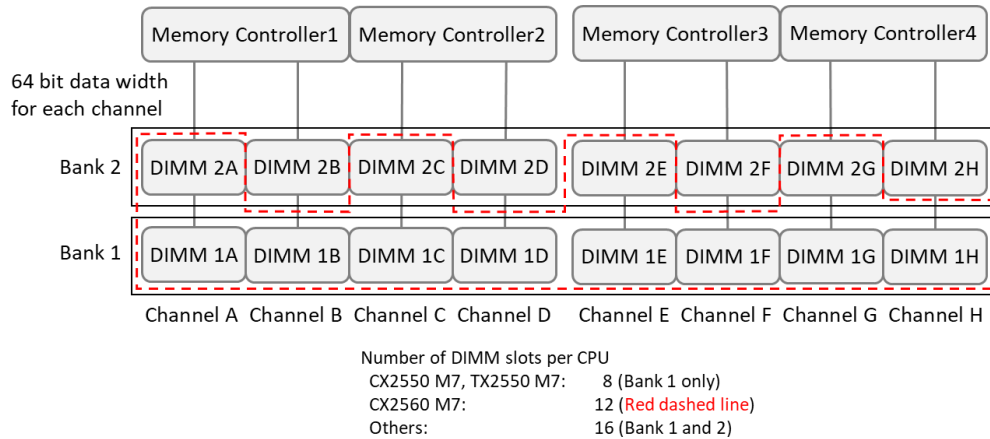 Memory Controller1 Memory Controller2 Memory Controller3 Memory Controller4
64 bit data width
for each channel
Bank 2 DIMM 2A DIMM 2B DIMM 2C DIMM 2D DIMM 2E DIMM 2F DIMM 2G DIMM 2H
Bank 1 DIMM 1A DIMM 1B DIMM 1C DIMM 1D DIMM 1E DIMM 1F DIMM 1G DIMM 1H
Channel A Channel B Channel C Channel D Channel E Channel F Channel G Channel H
Number of DIMM slots per CPU
CX2550 M7, TX2550 M7: 8 (Bank 1 only)
CX2560 M7: 12 (Red dashed line)
Others: 16 (Bank 1 and 2)